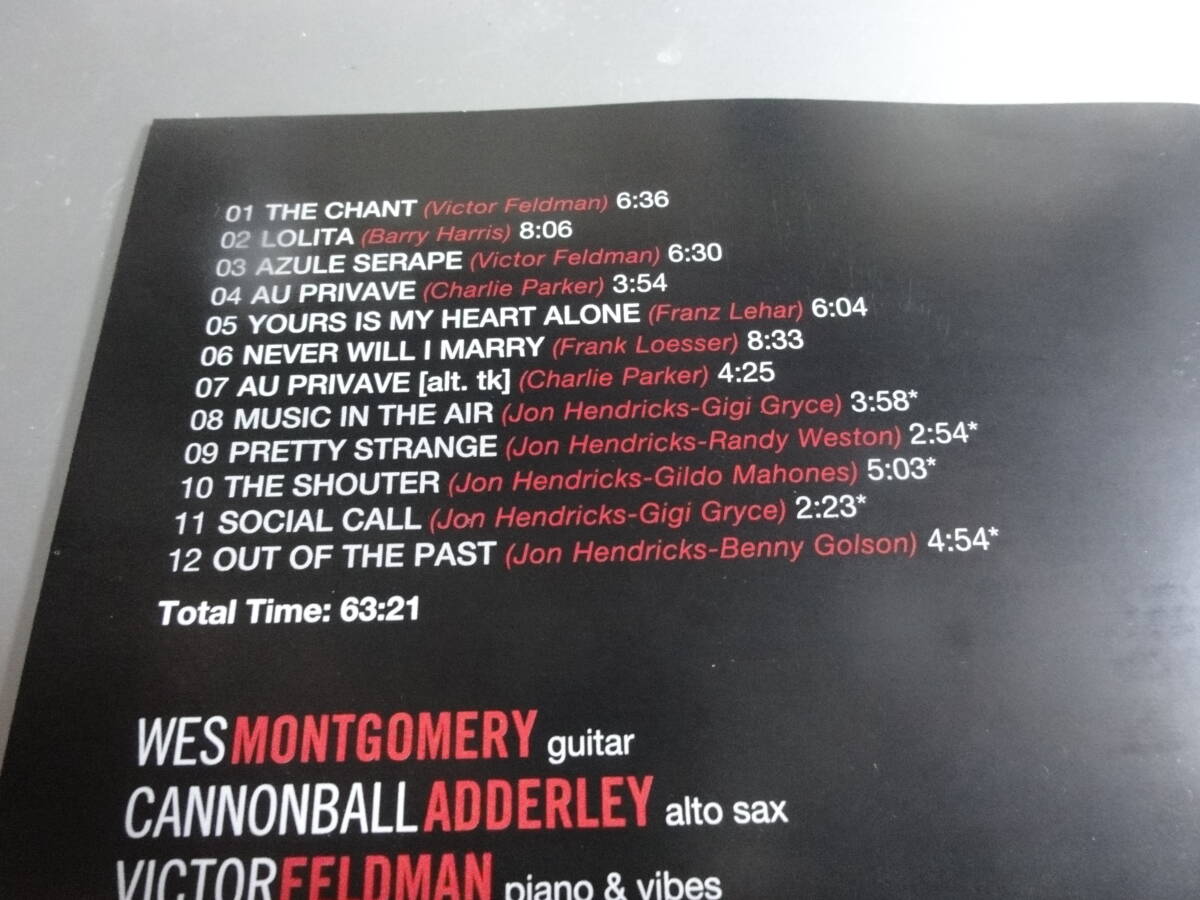 01 THE CHANT (Victor Feldman) 6:36
02 LOLITA (Barry Harris) 8:06
03 AZULE SERAPE (Victor Feldman) 6:30
04 AU PRIVAVE (Charlie Parker) 3:54
05 YOURS IS MY HEART ALONE (Franz Lehar) 6:04
06 NEVER WILL I MARRY (Frank Loesser) 8:33
07 AU PRIVAVE [alt. tk] (Charlie Parker) 4:25
08 MUSIC IN THE AIR (Jon Hendricks-Gigi Gryce) 3:58*
09 PRETTY STRANGE (Jon Hendricks-Randy Weston) 2:54*
10 THE SHOUTER (Jon Hendricks-Gildo Mahones) 5:03*
11 SOCIAL CALL (Jon Hendricks-Gigi Gryce) 2:23*
12 OUT OF THE PAST (Jon Hendricks-Benny Golson) 4:54*
Total Time: 63:21
WES MONTGOMERY guitar
CANNONBALL ADDERLEY alto sax
VICTOR FELDMAN piano & vibes